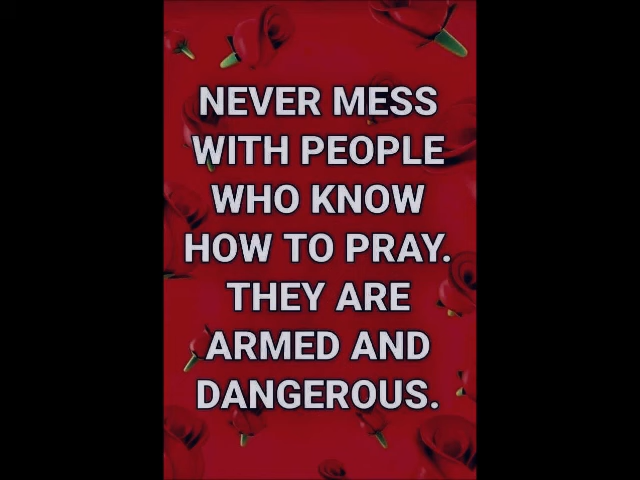 NEVER MESS
WITH PEOPLE
WHO KNOW
HOW TO PRAY.
THEY ARE
ARMED AND
DANGEROUS.